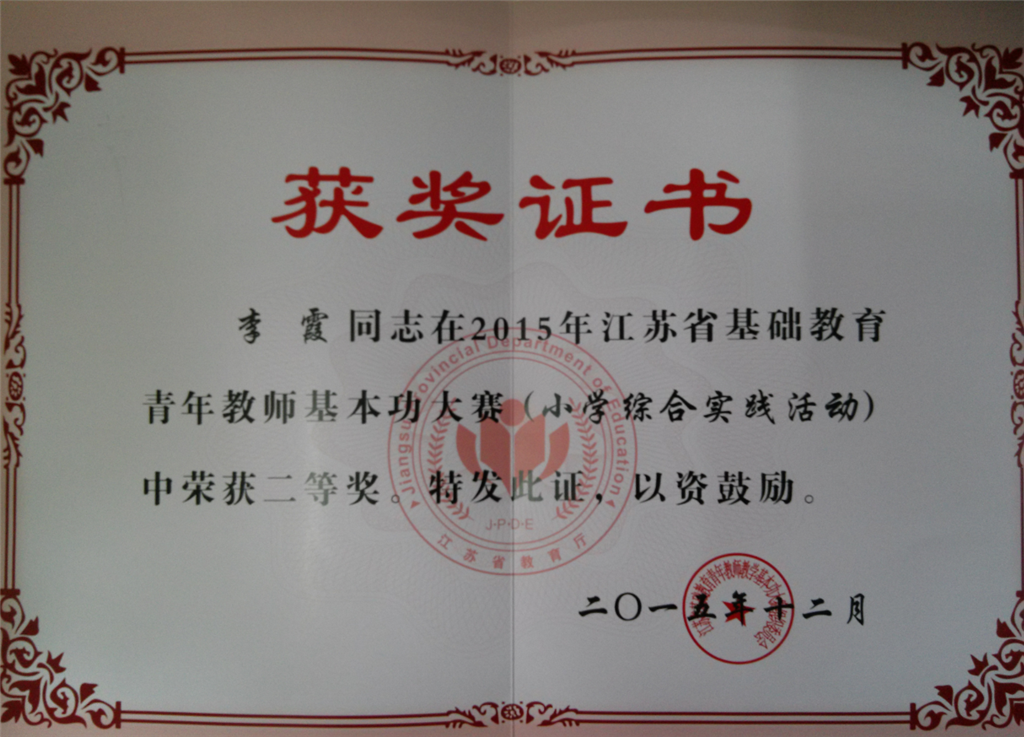 获奖证书
李 霞 同志在2015年江苏省基础教育
青年教师基本功大赛（小学综合实践活动）
中荣获二等奖。特发此证，以资鼓励。
Jiangsu Provincial Department of Education
J·P·D·E
江苏省教育厅
二〇一五年十二月